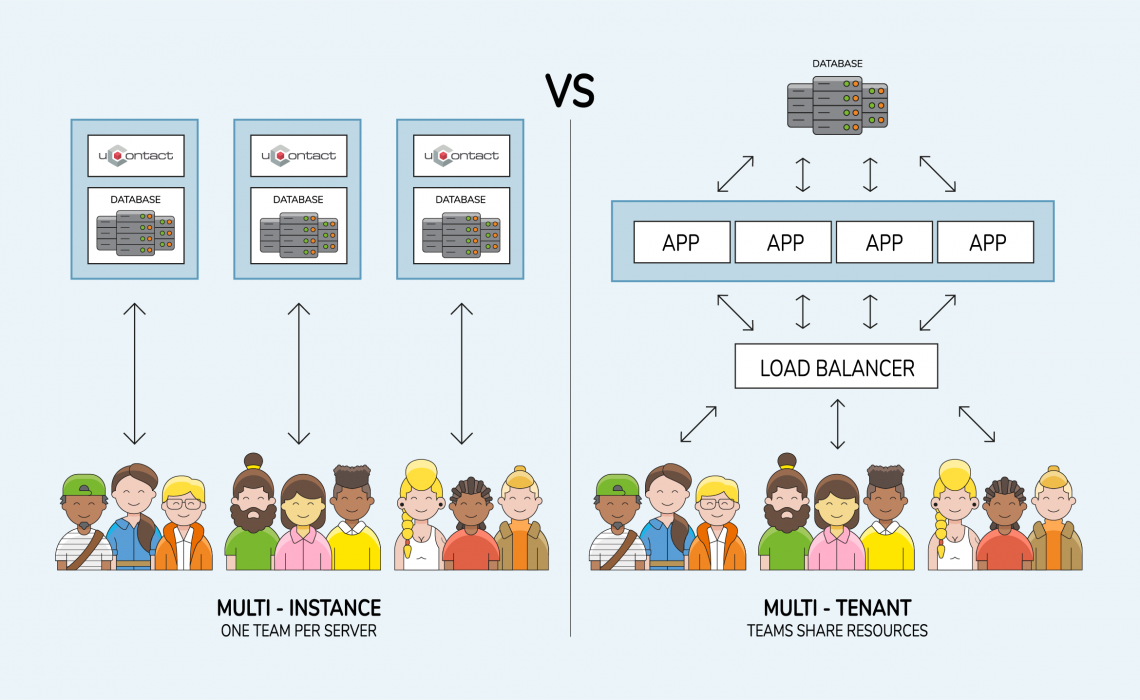 VS
uContact
DATABASE
uContact
DATABASE
uContact
DATABASE
MULTI - INSTANCE
ONE TEAM PER SERVER
DATABASE
APP
APP
APP
APP
LOAD BALANCER
MULTI - TENANT
TEAMS SHARE RESOURCES